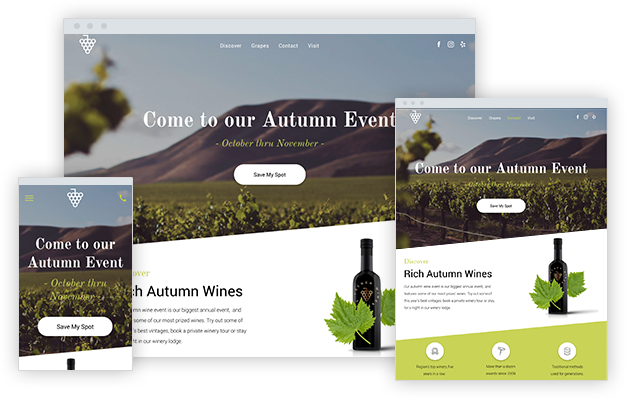 Discover Grapes Contact Visit
Come to our Autumn Event
- October thru November -
Save My Spot
over
ch Autumn Wines
mn wine event is our biggest annual event, and
some of our most prized wines. Try out some of
's best vintages, book a private winery tour or stay
ht in our winery lodge.
Discover Grapes Discover Visit
Come to our Autumn Event
- October thru November -
Save My Spot
Discover
Rich Autumn Wines
Our autumn wine event is our biggest annual event, and
features some of our most prized wines. Try out some of
this year's best vintages book a private winery tour or stay
for a night in our winery lodge.
Region's top winery five
years in a row
More than a dozen
awards since 2006
Traditional methods
used for generations
Come to our
Autumn Event
- October thru
November -
Save My Spot